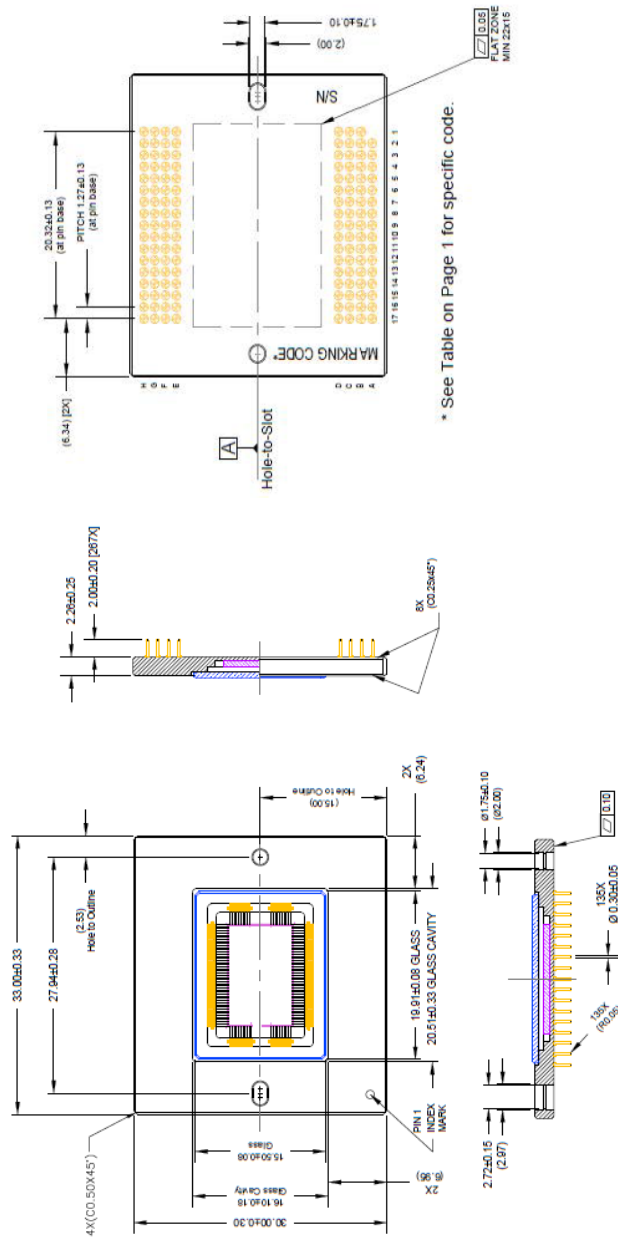 1.75±0.10
(2.00)
0.05
FLAT ZONE
MIN 22x15
S/N
20.32±0.13
(at pin base)
PITCH 1.27±0.13
(at pin base)
(6.34) [2X]
1 2 3 4 5 6 7 8 9 10 11 12 13 14 15 16 17
H
G
F
E
D
C
B
A
MARKING CODE*
A
Hole-to-Slot
* See Table on Page 1 for specific code.
2.26±0.25
2.00±0.20 [267X]
8X
(C0.25x45°)
33.00±0.33
27.94±0.28
(2.53)
Hole to Outline
(15.00)
Hole to Outline
2X
(6.24)
19.91±0.08 GLASS
20.51±0.33 GLASS CAVITY
4X(C0.50X45°)
PIN 1
INDEX
MARK
15.50±0.08
Glass
16.10±0.18
Glass Cavity
30.00±0.30
2X
(6.95)
Ø1.75±0.10
(Ø2.00)
0.10
135X
Ø 0.30±0.05
135X
(R0.05)
2.72±0.15
(2.97)